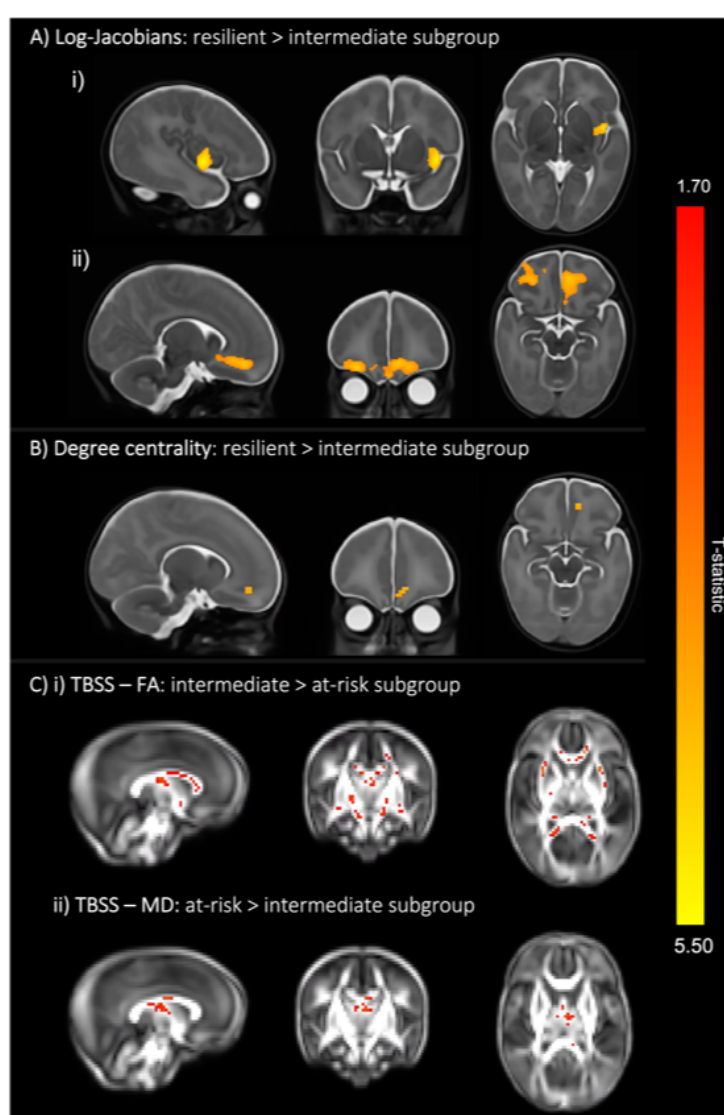 A) Log-Jacobians: resilient > intermediate subgroup
i)
1.70
ii)
B) Degree centrality: resilient > intermediate subgroup
T-statistic
C) i) TBSS – FA: intermediate > at-risk subgroup
ii) TBSS – MD: at-risk > intermediate subgroup
5.50